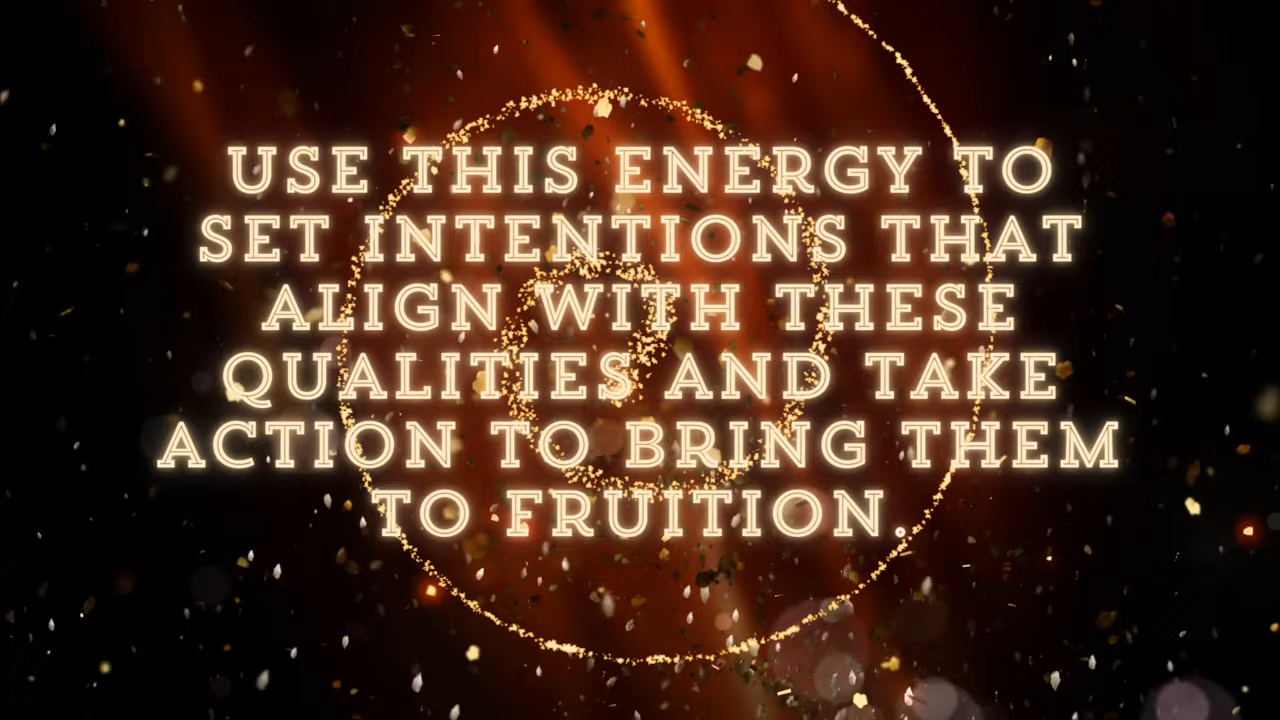 USE THIS ENERGY TO
SET INTENTIONS THAT
ALIGN WITH THESE
QUALITIES AND TAKE
ACTION TO BRING THEM
TO FRUITION.